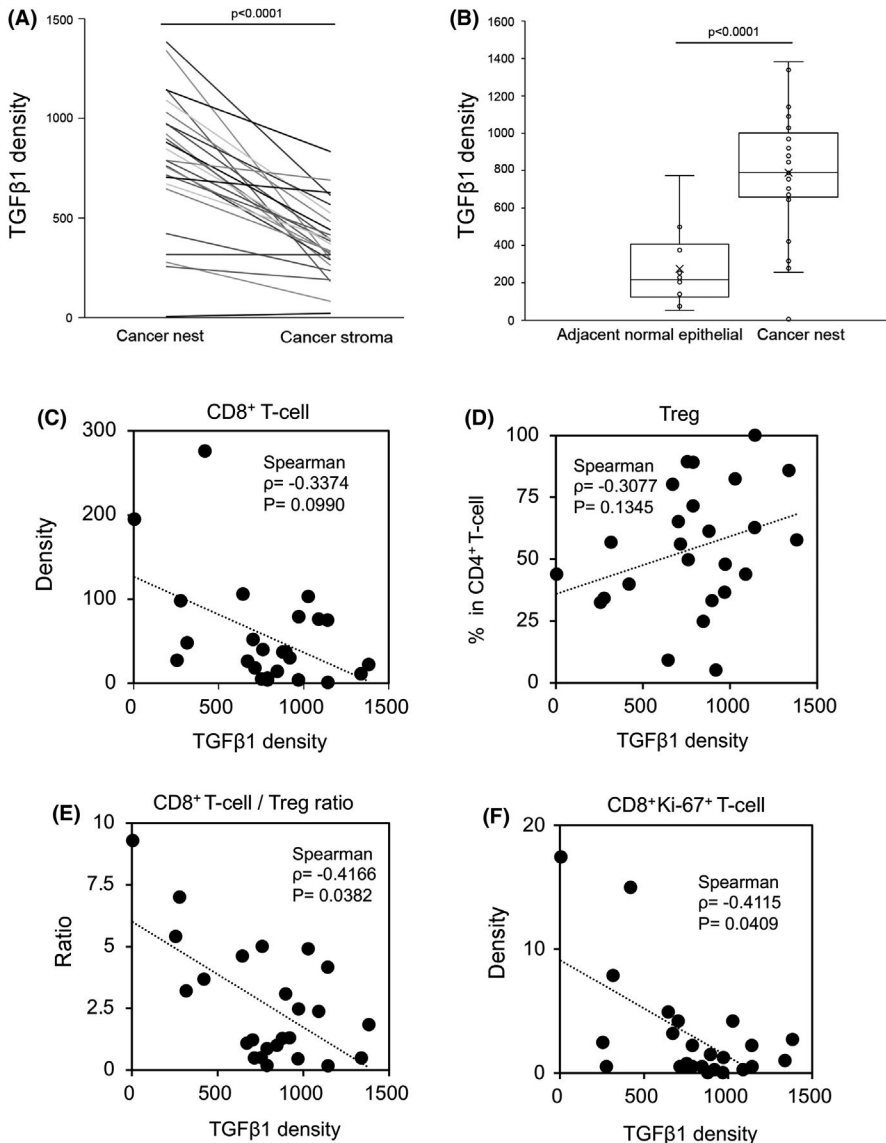 (A)
p<0.0001
TGFβ1 density
1500
1000
500
0
Cancer nest
Cancer stroma
(B)
p<0.0001
TGFβ1 density
1600
1400
1200
1000
800
600
400
200
0
Adjacent normal epithelial
Cancer nest
(C)
CD8⁺ T-cell
Density
300
200
100
0
Spearman
ρ= -0.3374
P= 0.0990
0 500 1000 1500
TGFβ1 density
(D)
Treg
% in CD4⁺ T-cell
100
75
50
25
0
Spearman
ρ= -0.3077
P= 0.1345
0 500 1000 1500
TGFβ1 density
(E)
CD8⁺ T-cell / Treg ratio
Ratio
10
7.5
5
2.5
0
Spearman
ρ= -0.4166
P= 0.0382
0 500 1000 1500
TGFβ1 density
(F)
CD8⁺Ki-67⁺ T-cell
Density
20
10
0
Spearman
ρ= -0.4115
P= 0.0409
0 500 1000 1500
TGFβ1 density